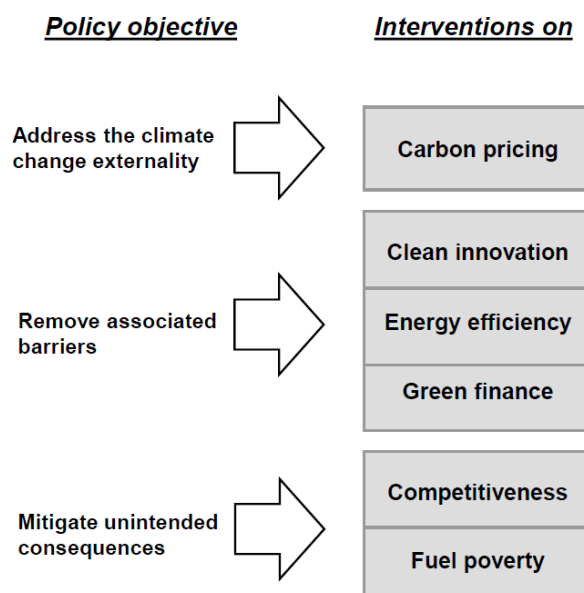 Policy objective
Interventions on
Address the climate
change externality
Carbon pricing
Clean innovation
Remove associated
barriers
Energy efficiency
Green finance
Mitigate unintended
consequences
Competitiveness
Fuel poverty